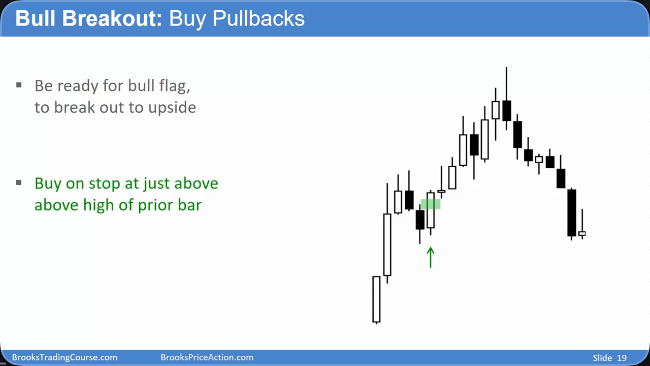 Bull Breakout: Buy Pullbacks
Be ready for bull flag,
to break out to upside
Buy on stop at just above
above high of prior bar
BrooksTradingCourse.com
BrooksPriceAction.com
Slide 19